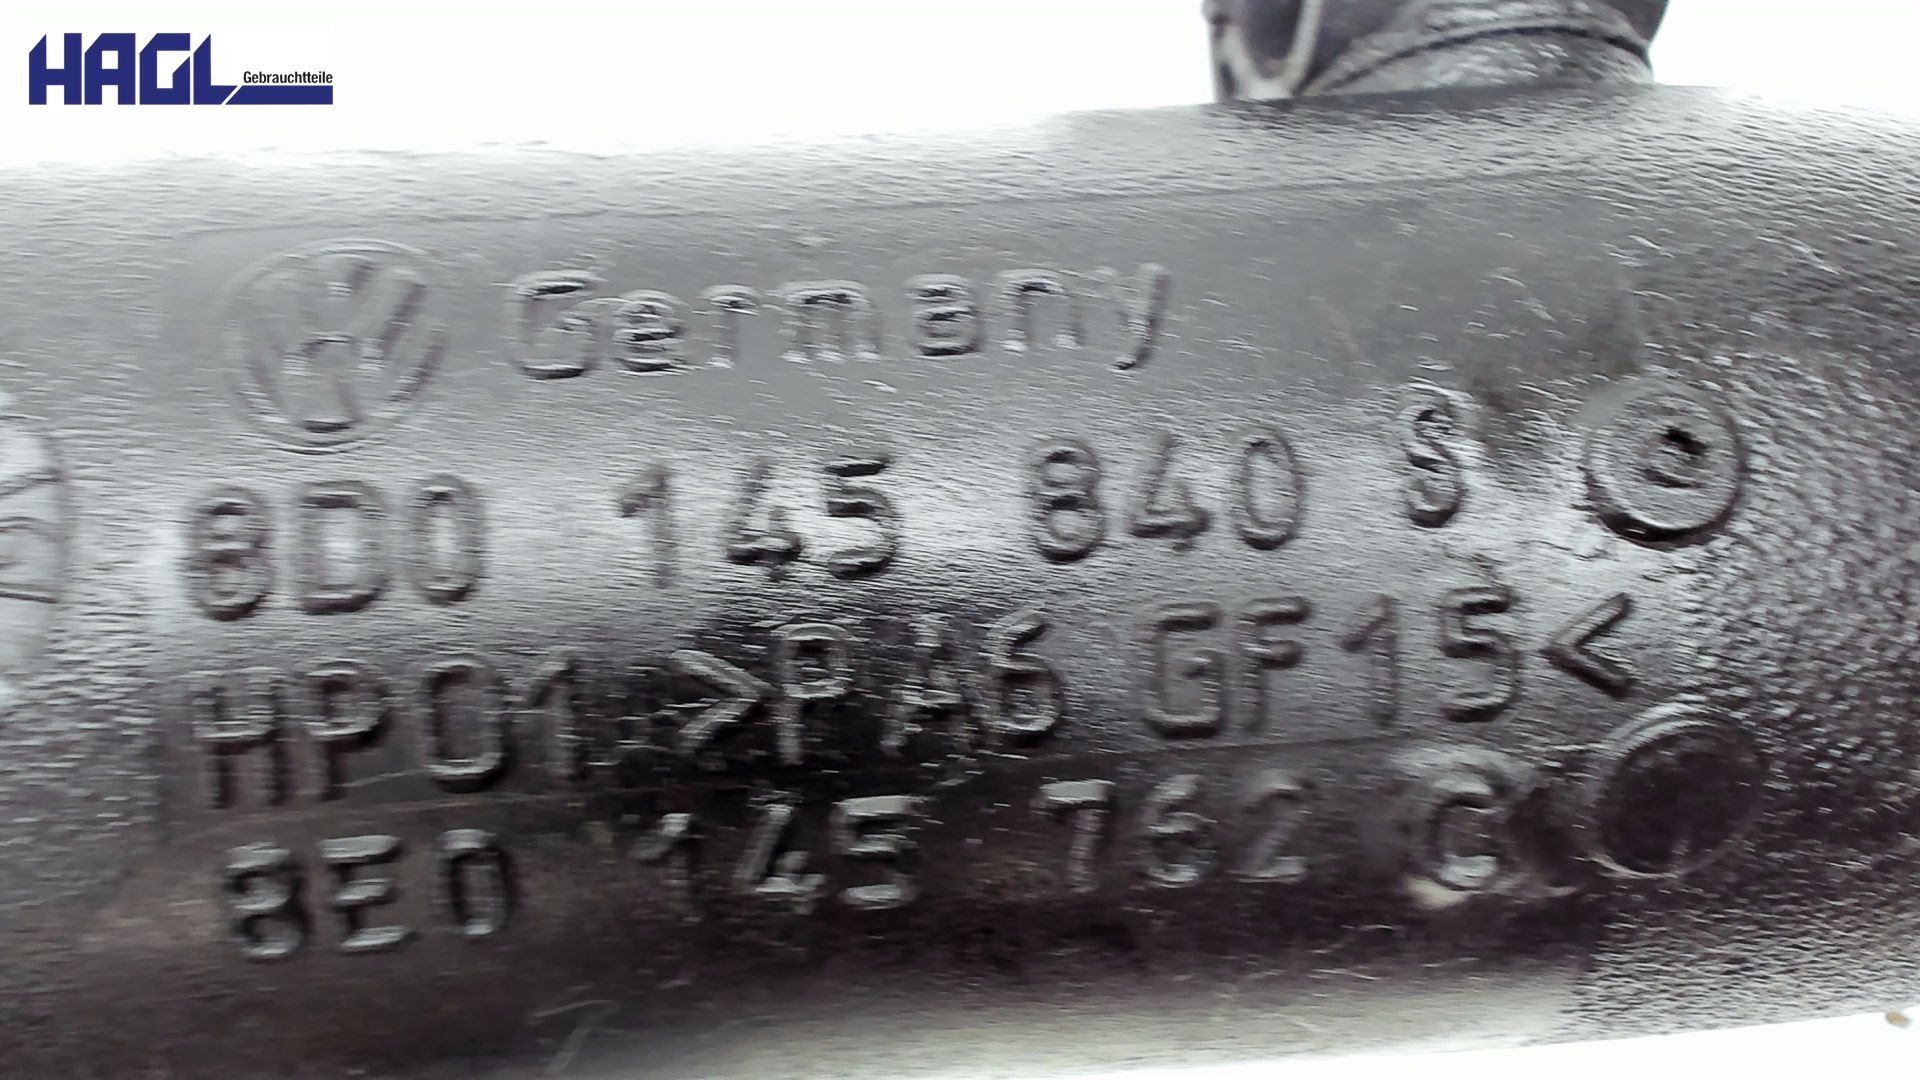 HAGL
Gebrauchtteile
Germany
8D0 145 840 S
HP01 >PA6 GF15<
8E0 145 762 C